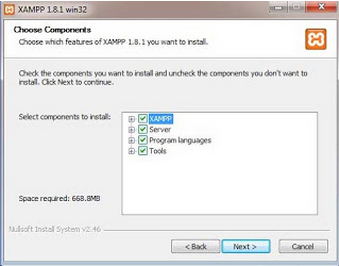 XAMPP 1.8.1 win32
Choose Components
Choose which features of XAMPP 1.8.1 you want to install.
Check the components you want to install and uncheck the components you don't want to
install. Click Next to continue.
Select components to install:
XAMPP
Server
Program languages
Tools
Space required: 668.8MB
Nullsoft Install System v2.46
< Back
Next >
Cancel